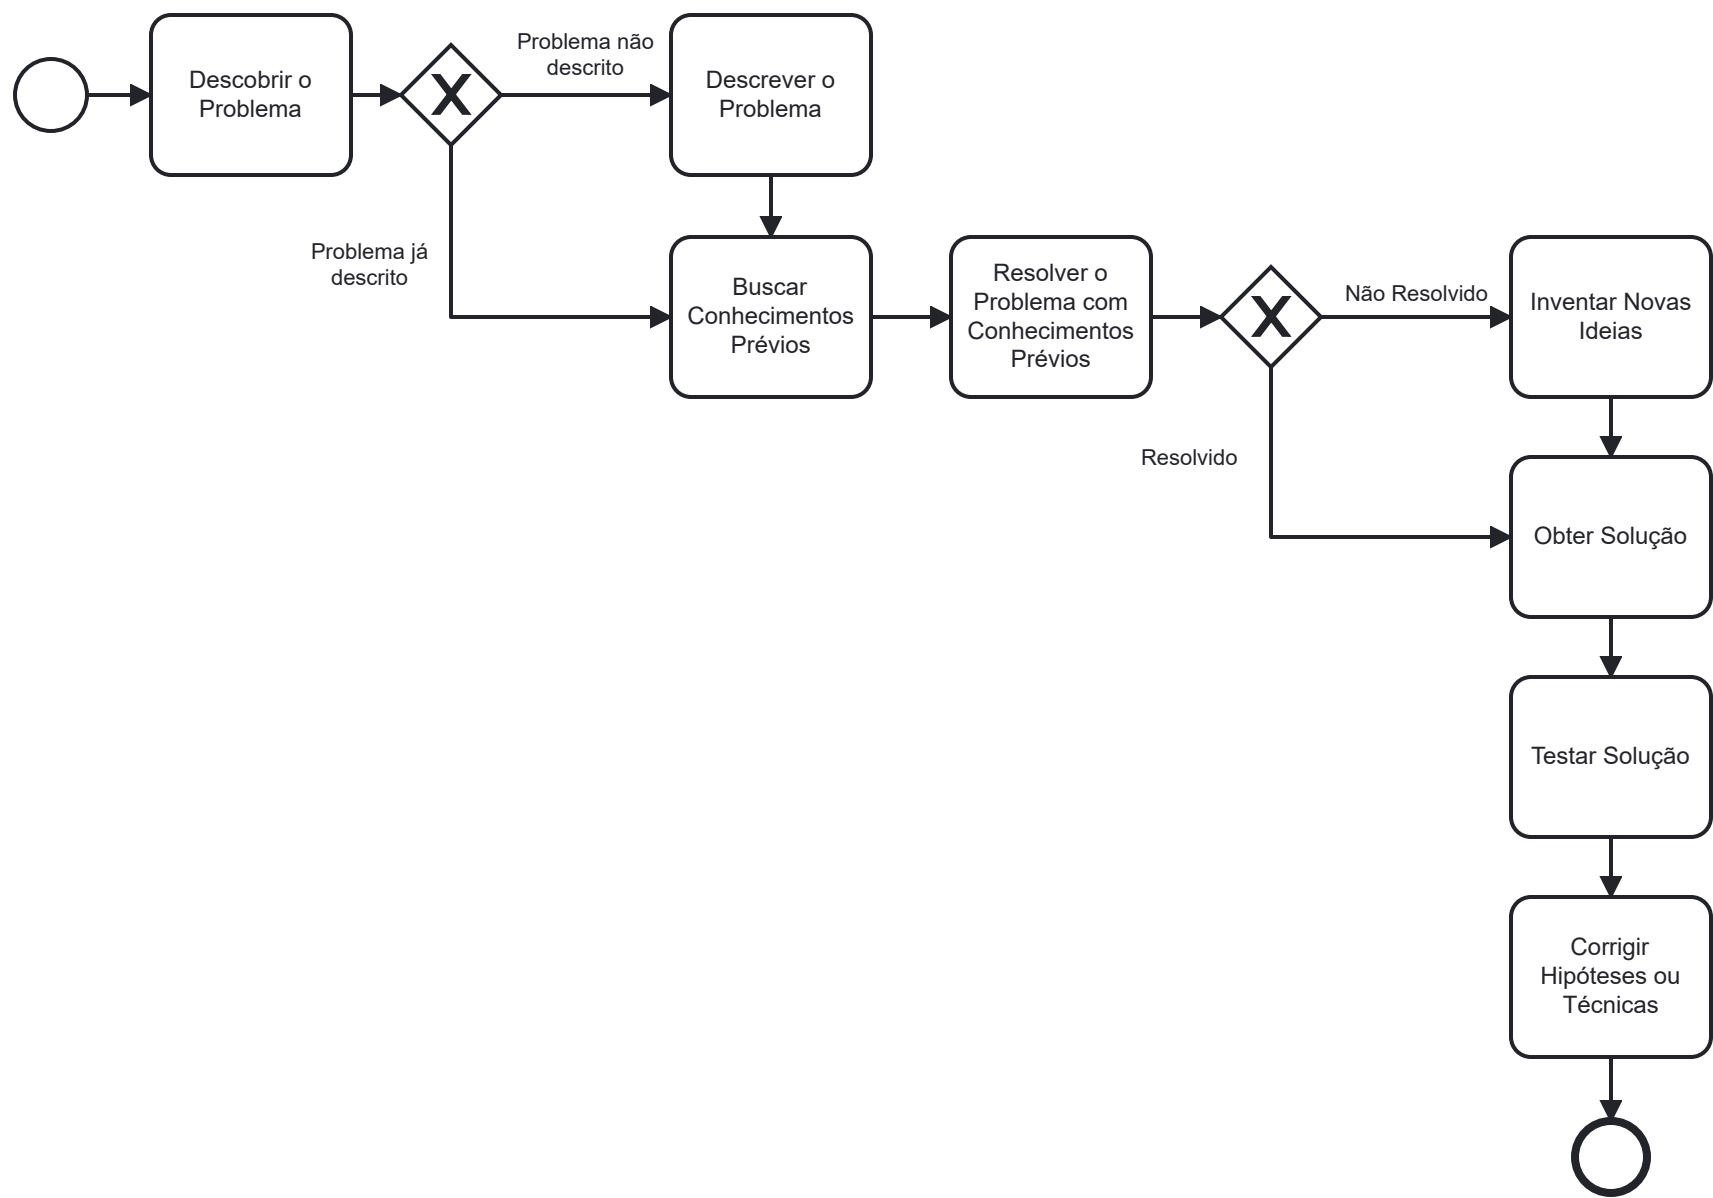 Descobrir o
Problema
X
Problema não
descrito
Descrever o
Problema
Problema já
descrito
Buscar
Conhecimentos
Prévios
Resolver o
Problema com
Conhecimentos
Prévios
X
Não Resolvido
Inventar Novas
Ideias
Resolvido
Obter Solução
Testar Solução
Corrigir
Hipóteses ou
Técnicas